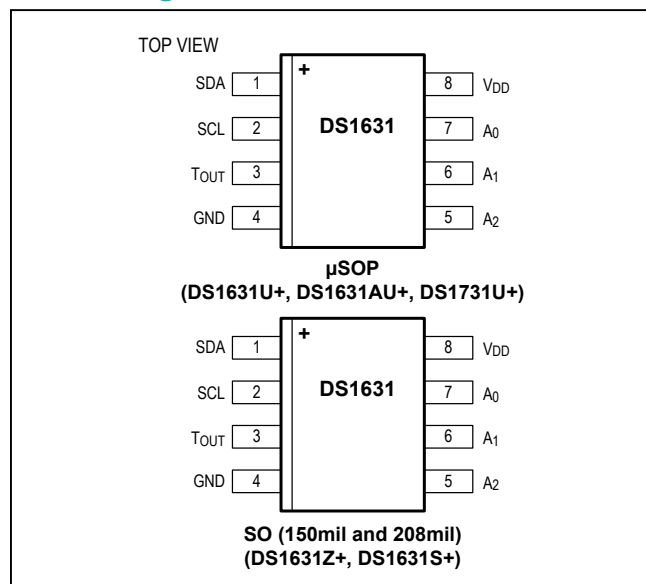 TOP VIEW
+
SDA 1 8 VDD
SCL 2 DS1631 7 A0
TOUT 3 6 A1
GND 4 5 A2
µSOP
(DS1631U+, DS1631AU+, DS1731U+)
+
SDA 1 8 VDD
SCL 2 DS1631 7 A0
TOUT 3 6 A1
GND 4 5 A2
SO (150mil and 208mil)
(DS1631Z+, DS1631S+)